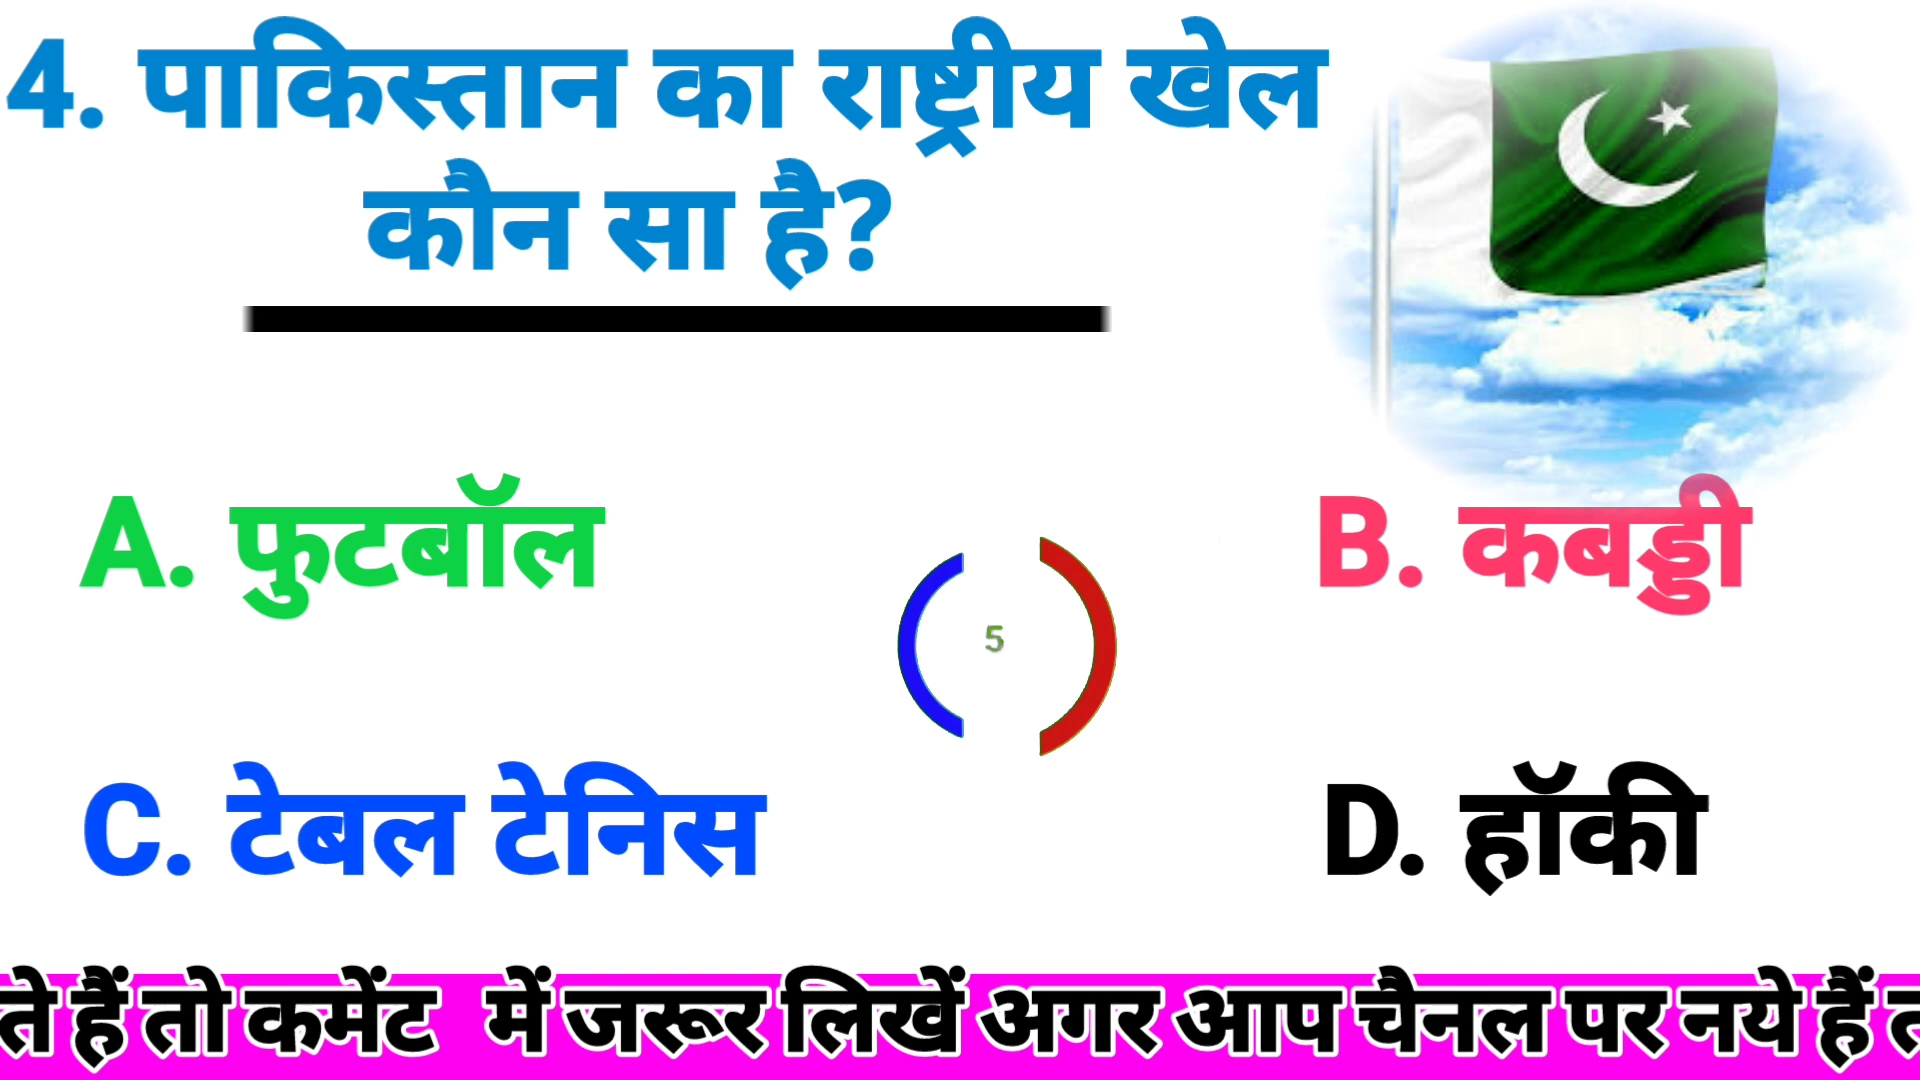 4. पाकिस्तान का राष्ट्रीय खेल
कौन सा है?
A. फुटबॉल
B. कबड्डी
5
C. टेबल टेनिस
D. हॉकी
ते हैं तो कमेंट में जरूर लिखें अगर आप चैनल पर नये हैं